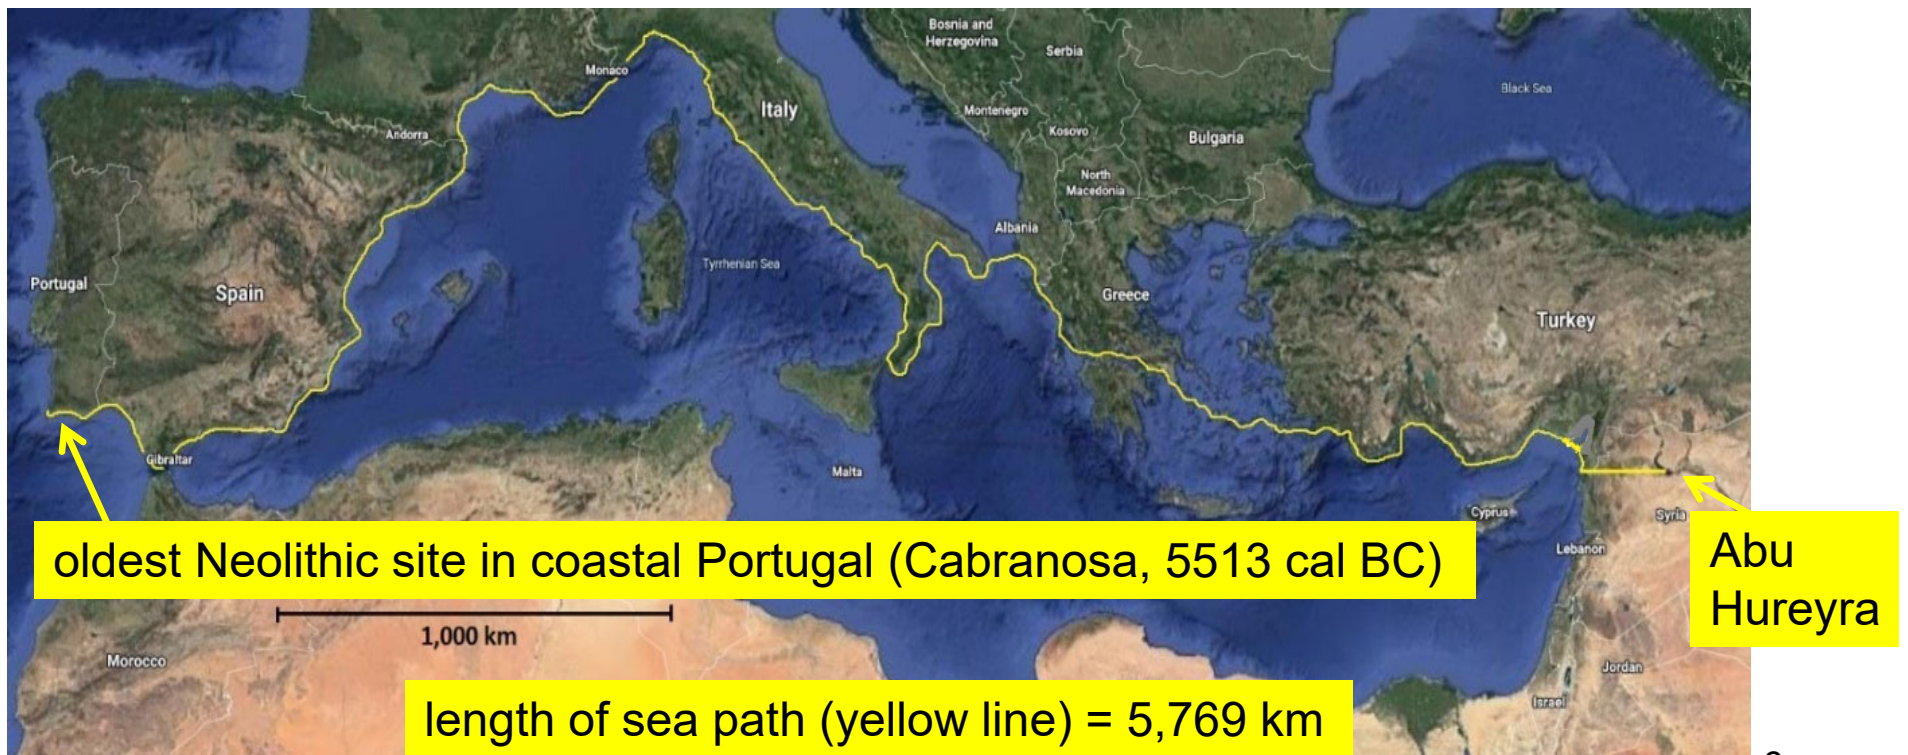 Bosnia and
Herzegovina
Serbia
Monaco
Italy
Black Sea
Montenegro
Kosovo
Bulgaria
Andorra
North
Macedonia
Albania
Portugal
Spain
Tyrrhenian Sea
Greece
Turkey
Gibraltar
Malta
Cyprus
Syria
oldest Neolithic site in coastal Portugal (Cabranosa, 5513 cal BC)
Lebanon
Abu
Hureyra
1,000 km
Morocco
Jordan
Israel
length of sea path (yellow line) = 5,769 km